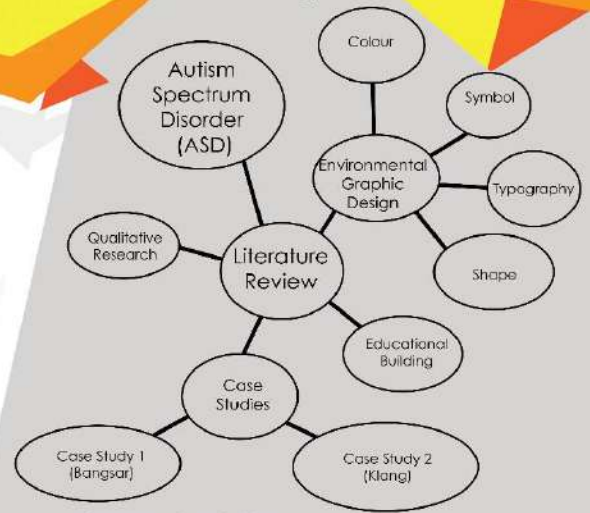 Colour
Autism
Spectrum
Disorder
(ASD)
Symbol
Environmental
Graphic
Design
Typography
Qualitative
Research
Literature
Review
Shape
Educational
Building
Case
Studies
Case Study 1
(Bangsar)
Case Study 2
(Klang)